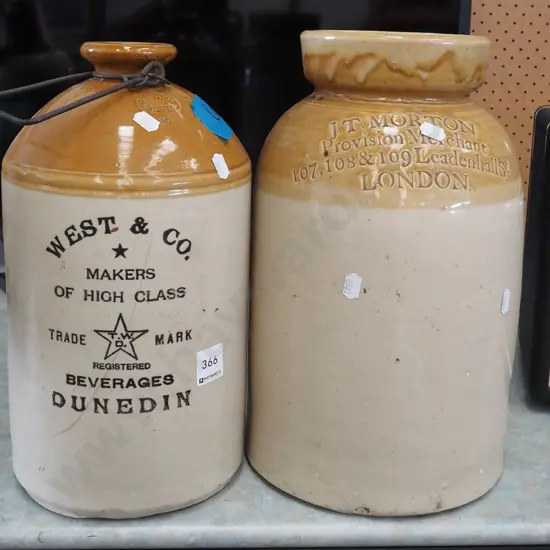 WEST & CO.
MAKERS
OF HIGH CLASS
TRADE MARK
T.W.
D.
REGISTERED
BEVERAGES
DUNEDIN
366
J.T. MORTON
Provision Merchant
107, 108 & 109 Leadenhall St
LONDON